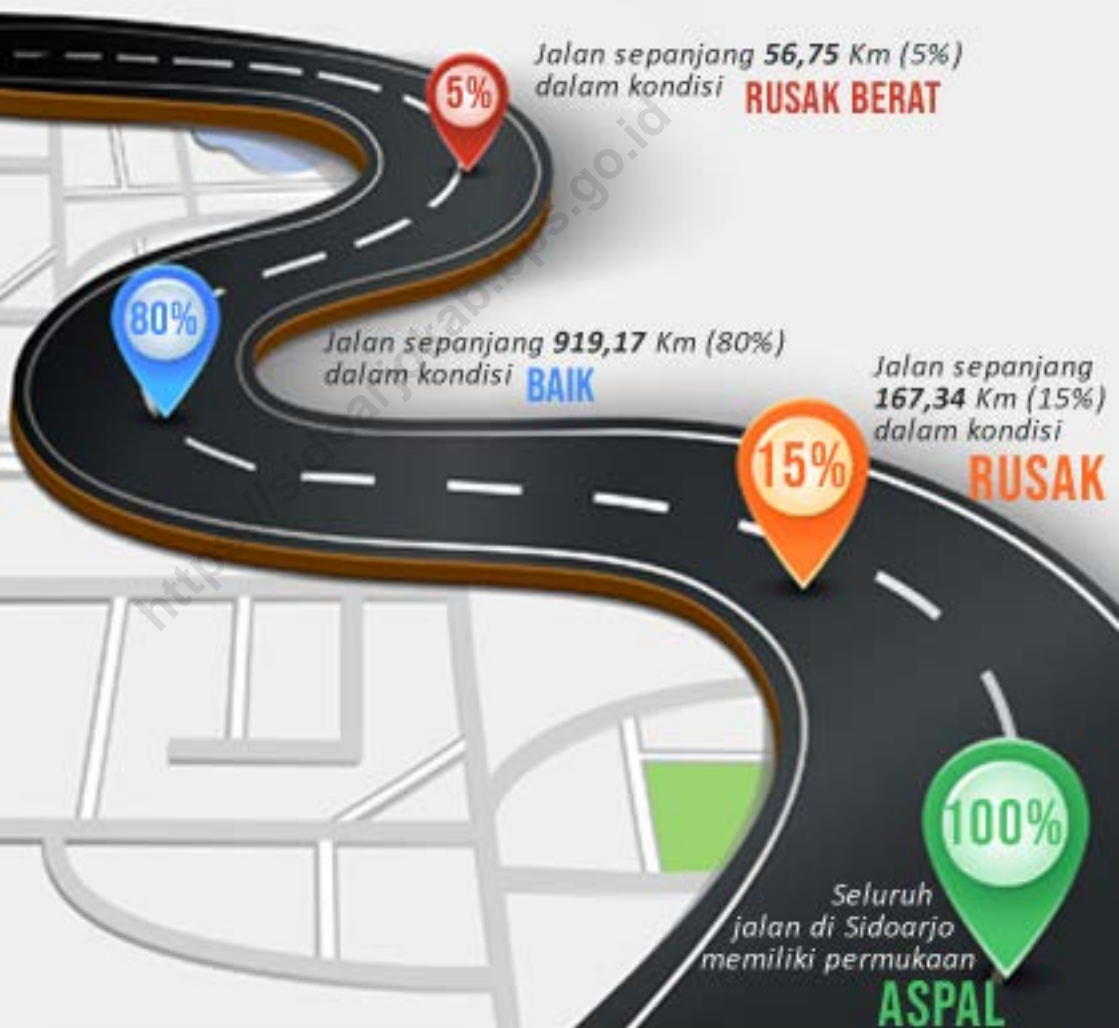 5%
Jalan sepanjang 56,75 Km (5%)
dalam kondisi RUSAK BERAT
80%
Jalan sepanjang 919,17 Km (80%)
dalam kondisi BAIK
15%
Jalan sepanjang
167,34 Km (15%)
dalam kondisi
RUSAK
100%
Seluruh
jalan di Sidoarjo
memiliki permukaan
ASPAL